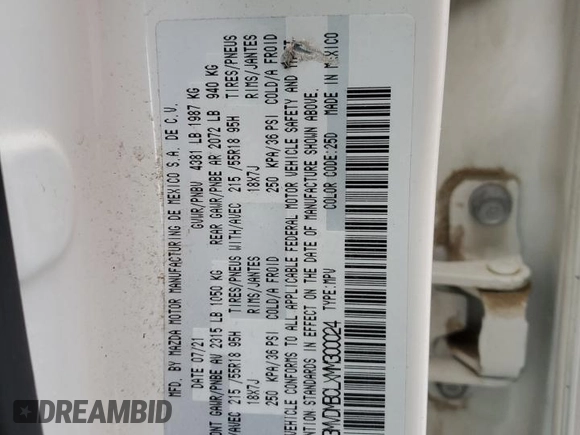 MFD. BY MAZDA MOTOR MANUFACTURING DE MEXICO S.A. DE C.V.
DATE 07/21 GVWR/PNBV 4381 LB 1987 KG
GAWR/PNBE AV 2315 LB 1050 KG REAR GAWR/PNBE AR 2072 LB 940 KG
215 /55R18 95H TIRES/PNEUS WITH/AVEC 215 /55R18 95H TIRES/PNEUS
18X7J RIMS/JANTES 18X7J RIMS/JANTES
250 KPA/36 PSI COLD/A FROID 250 KPA/36 PSI COLD/A FROID
VEHICLE CONFORMS TO ALL APPLICABLE FEDERAL MOTOR VEHICLE SAFETY AND
STANDARDS IN EFFECT ON THE DATE OF MANUFACTURE SHOWN ABOVE.
COLOR CODE:25D MADE IN MEXICO
TYPE:MPV
DREAMBID